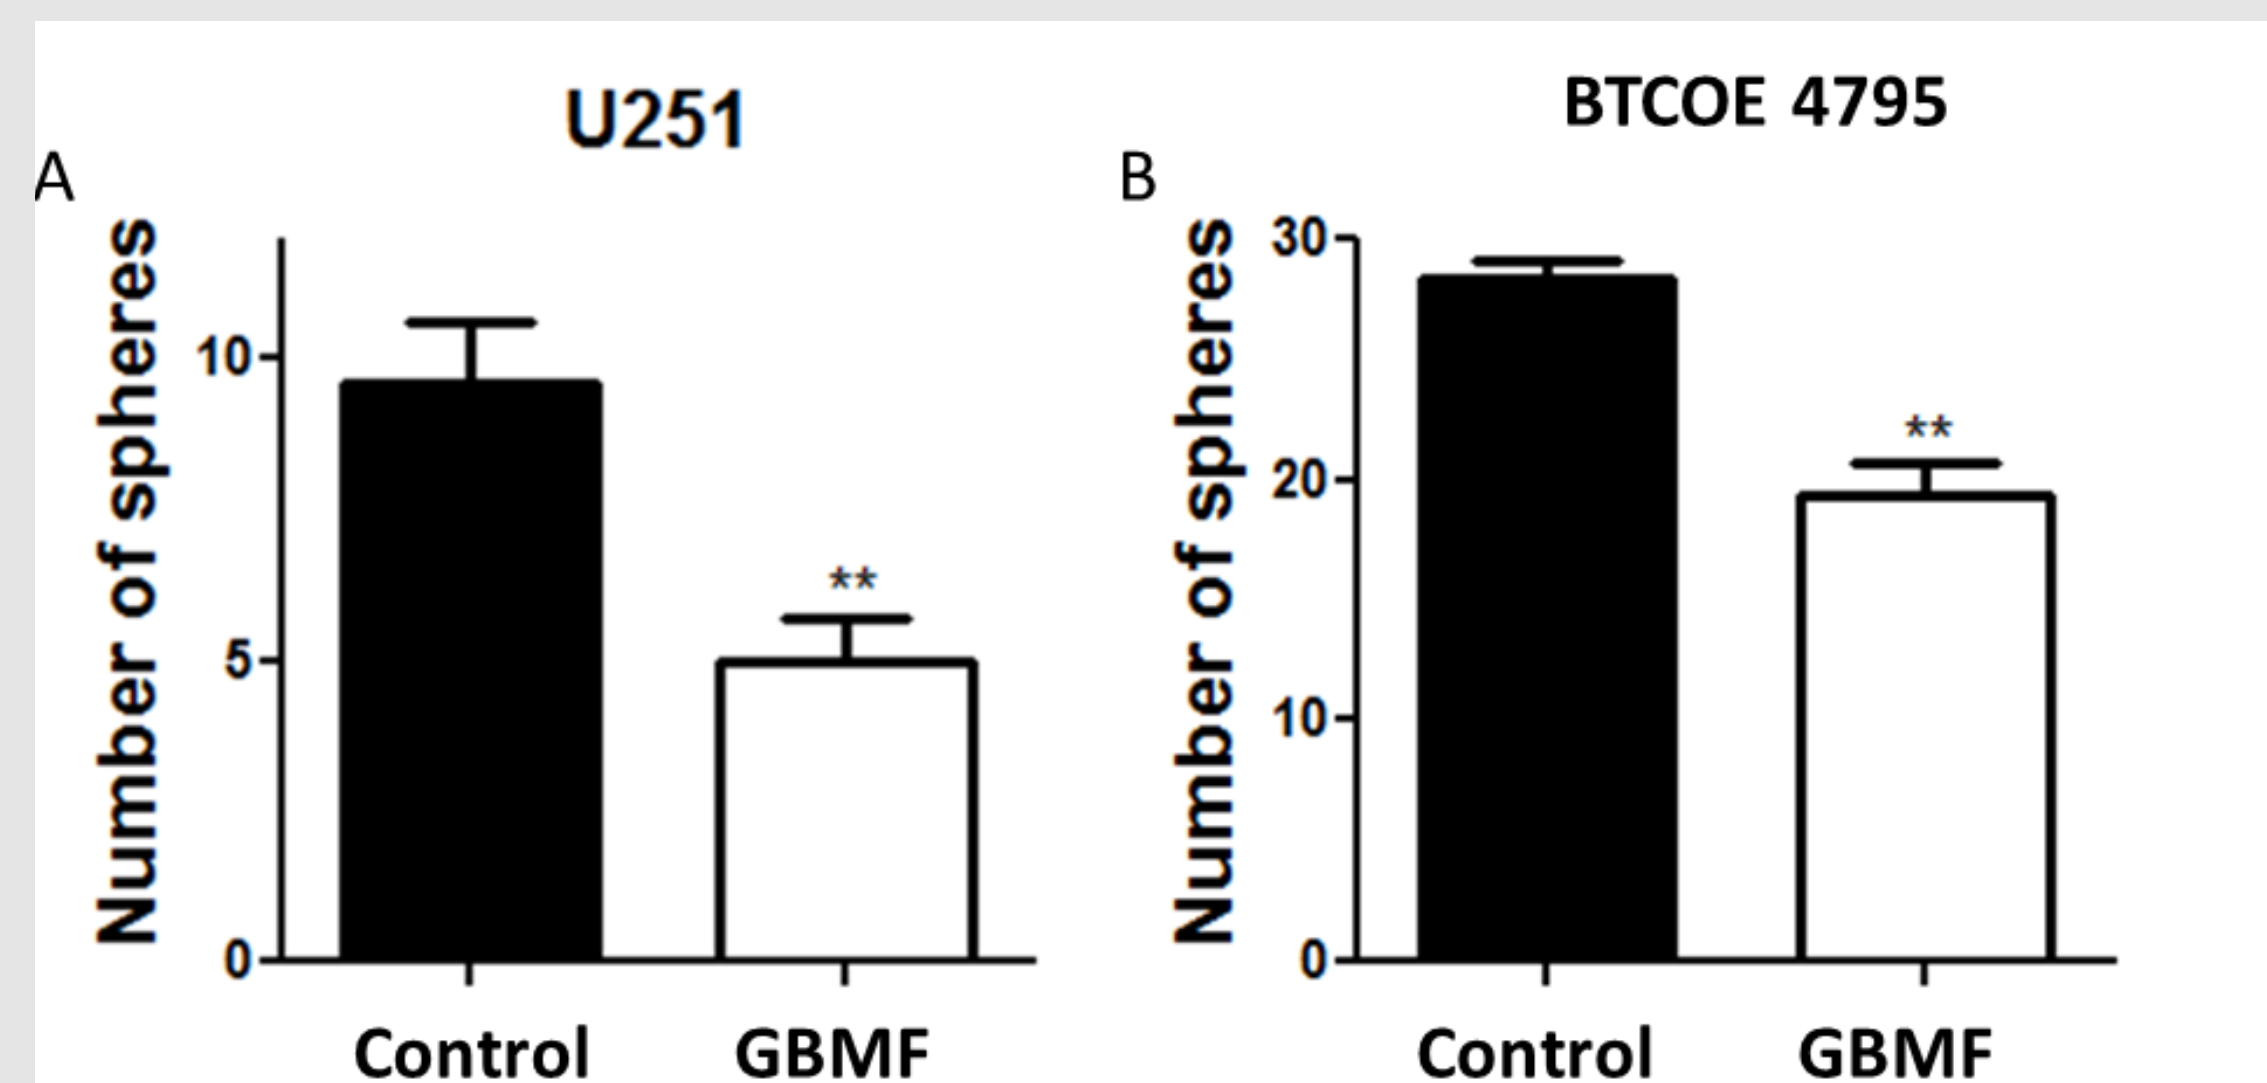 A
U251
Number of spheres
10
5
0
**
Control
GBMF
B
BTCOE 4795
Number of spheres
30
20
10
0
**
Control
GBMF